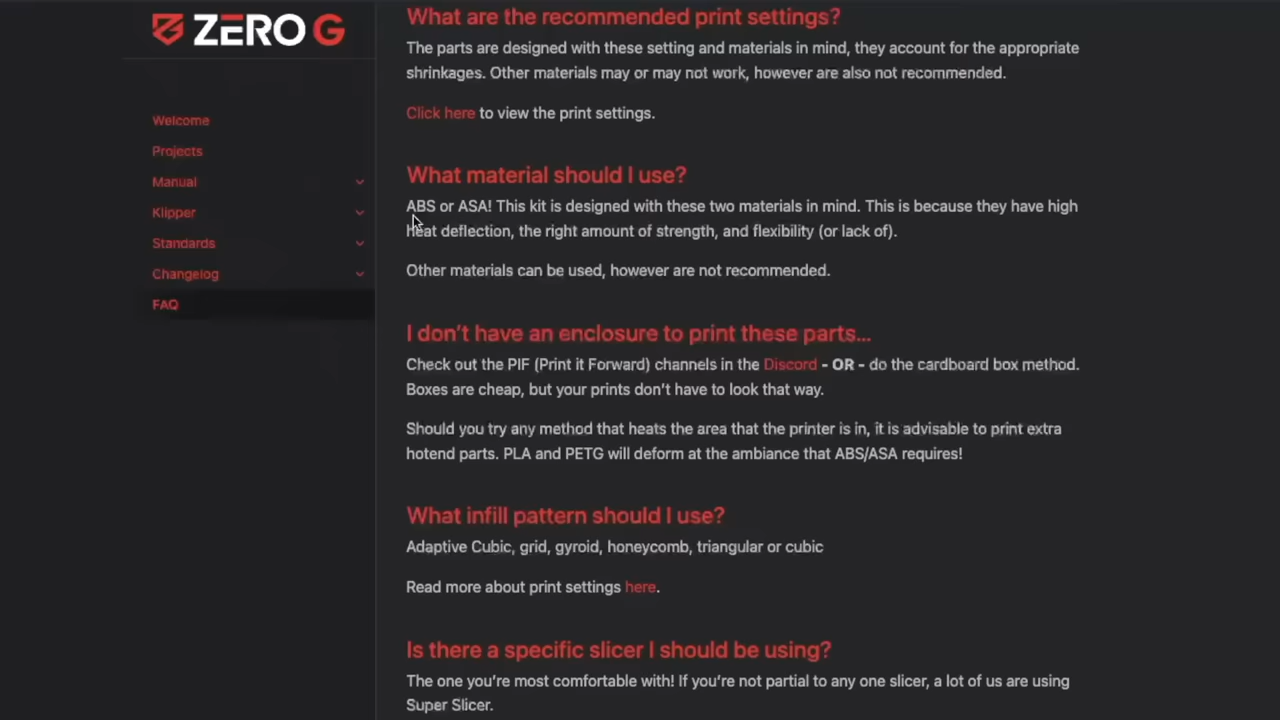 ZERO G
Welcome
Projects
Manual
Klipper
Standards
Changelog
FAQ
What are the recommended print settings?
The parts are designed with these setting and materials in mind, they account for the appropriate
shrinkages. Other materials may or may not work, however are also not recommended.
Click here to view the print settings.
What material should I use?
ABS or ASA! This kit is designed with these two materials in mind. This is because they have high
heat deflection, the right amount of strength, and flexibility (or lack of).
Other materials can be used, however are not recommended.
I don't have an enclosure to print these parts...
Check out the PIF (Print it Forward) channels in the Discord - OR - do the cardboard box method.
Boxes are cheap, but your prints don't have to look that way.
Should you try any method that heats the area that the printer is in, it is advisable to print extra
hotend parts. PLA and PETG will deform at the ambiance that ABS/ASA requires!
What infill pattern should I use?
Adaptive Cubic, grid, gyroid, honeycomb, triangular or cubic
Read more about print settings here.
Is there a specific slicer I should be using?
The one you're most comfortable with! If you're not partial to any one slicer, a lot of us are using
Super Slicer.